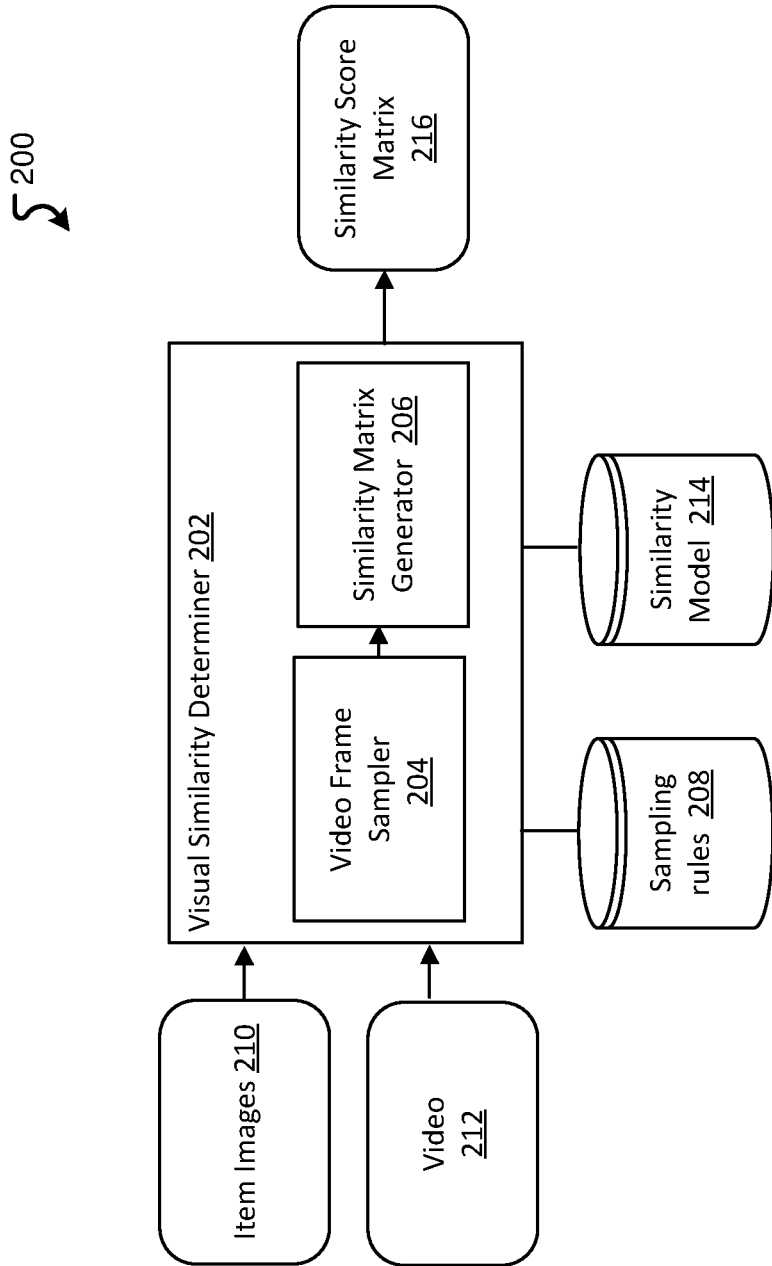 200
Item Images 210
Video
212
Visual Similarity Determiner 202
Video Frame
Sampler
204
Similarity Matrix
Generator 206
Similarity Score
Matrix
216
Sampling
rules 208
Similarity
Model 214